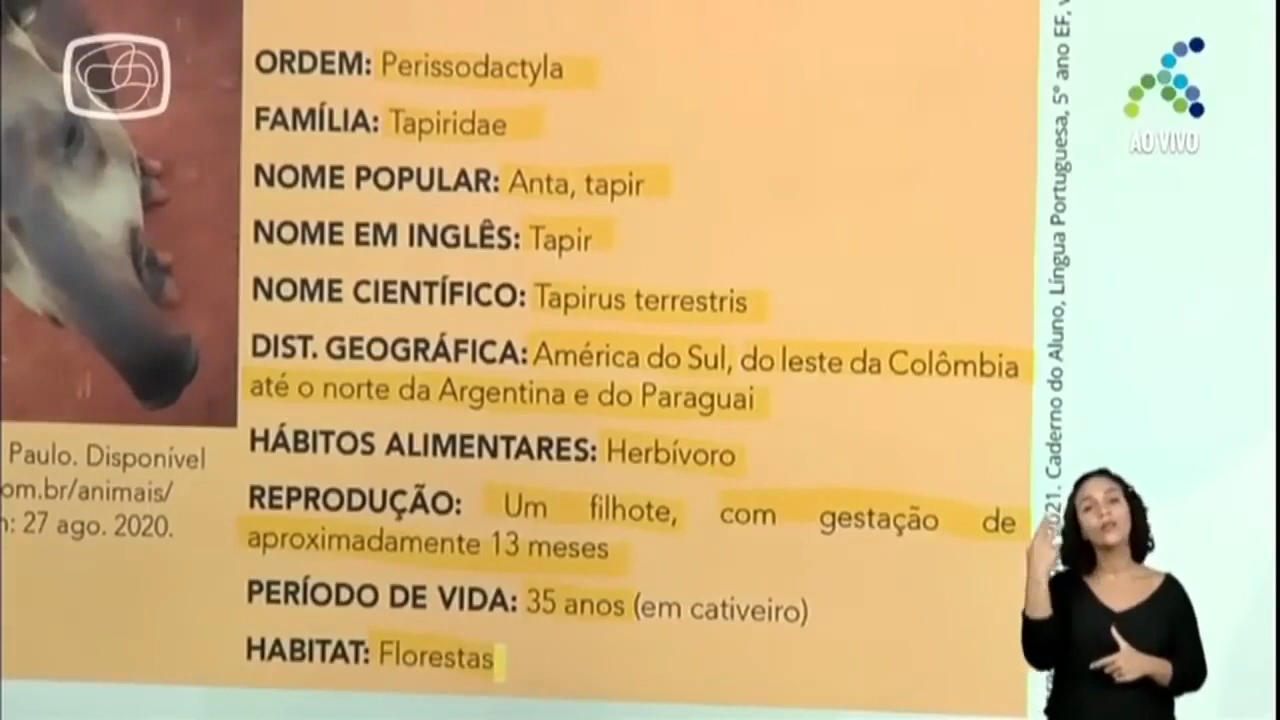 ORDEM: Perissodactyla
FAMÍLIA: Tapiridae
NOME POPULAR: Anta, tapir
NOME EM INGLÊS: Tapir
NOME CIENTÍFICO: Tapirus terrestris
DIST. GEOGRÁFICA: América do Sul, do leste da Colômbia
até o norte da Argentina e do Paraguai
HÁBITOS ALIMENTARES: Herbívoro
REPRODUÇÃO: Um filhote, com gestação de
aproximadamente 13 meses
PERÍODO DE VIDA: 35 anos (em cativeiro)
HABITAT: Florestas
Paulo. Disponível
om.br/animais/
: 27 ago. 2020.
2021. Caderno do Aluno, Língua Portuguesa, 5º ano EF,
AO VIVO